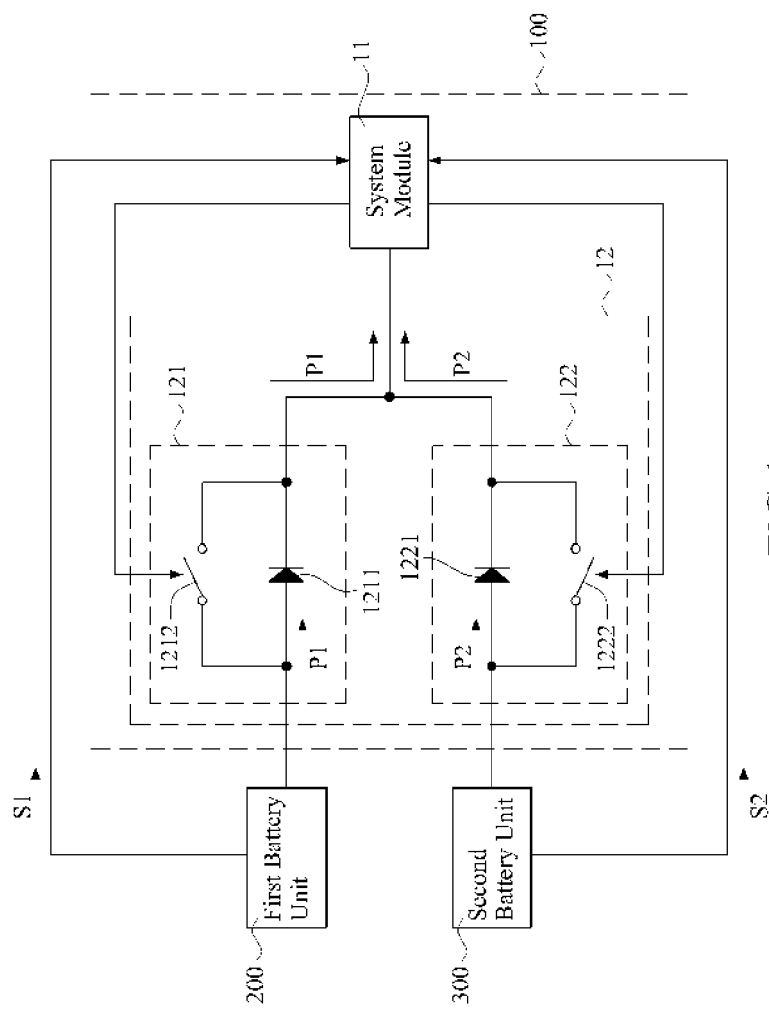 S1
200
First Battery
Unit
1212
P1
1211
121
P1
11
System
Module
100
12
P2
122
1221
P2
1222
300
Second
Battery Unit
S2